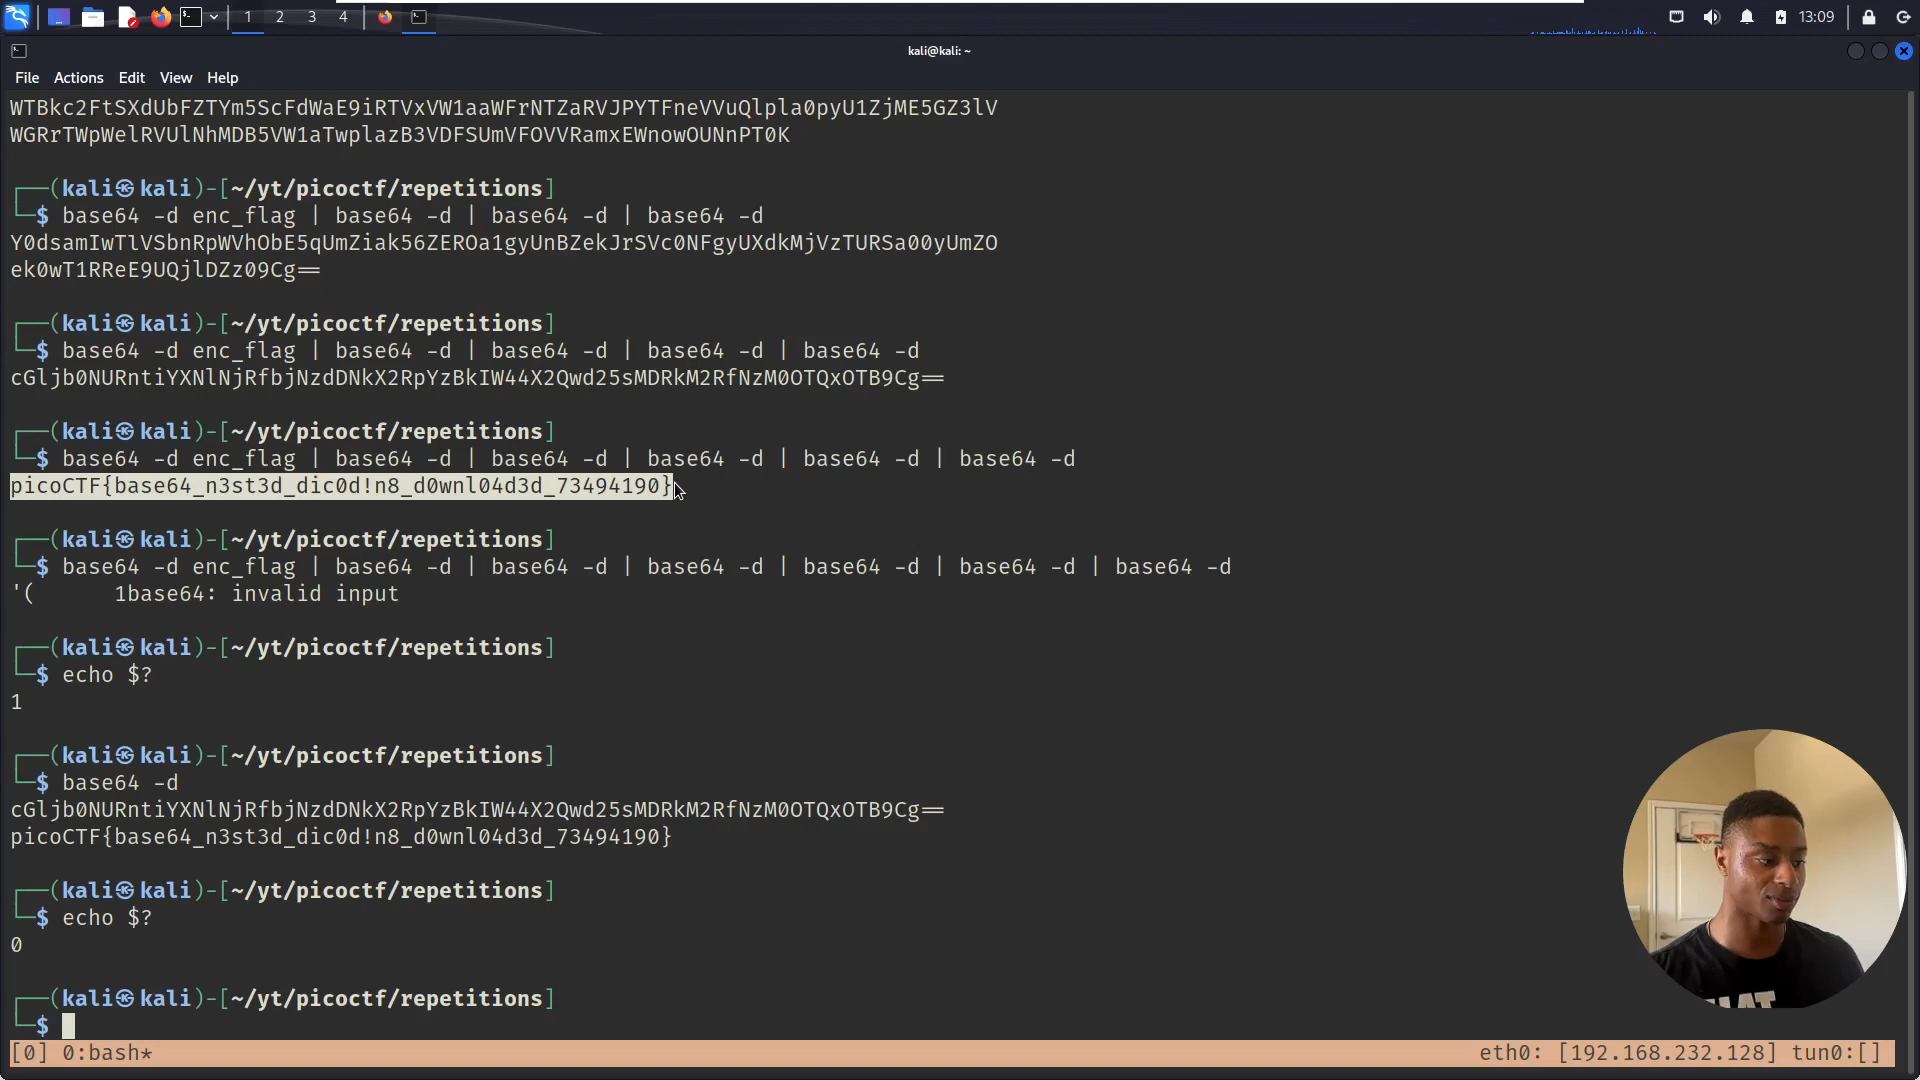 1 2 3 4 13:09
kali@kali: ~
File Actions Edit View Help
WTBkc2FtSXdUbFZTYm5ScFdWaE9iRTVxVW1aaWFrNTZaRVJPYTFneVVuQlpla0pyU1ZjME5GZ3lV
WGRrTWpWelRVUlNhMDB5VW1aTwplazB3VDFSUmVFOVVRamxEWnowOUNnPT0K
┌──(kali㉿kali)-[~/yt/picoctf/repetitions]
└─$ base64 -d enc_flag | base64 -d | base64 -d | base64 -d
Y0dsamIwTlVSbnRpWVhObE5qUmZiak56ZEROa1gyUnBZekJrSVc0NFgyUXdkMjVzTURSa00yUmZO
ek0wT1RReE9UQjlDZz09Cg==
┌──(kali㉿kali)-[~/yt/picoctf/repetitions]
└─$ base64 -d enc_flag | base64 -d | base64 -d | base64 -d | base64 -d
cGljb0NURntiYXNlNjRfbjNzdDNkX2RpYzBkIW44X2Qwd25sMDRkM2RfNzM0OTQxOTB9Cg==
┌──(kali㉿kali)-[~/yt/picoctf/repetitions]
└─$ base64 -d enc_flag | base64 -d | base64 -d | base64 -d | base64 -d | base64 -d
picoCTF{base64_n3st3d_dic0d!n8_d0wnl04d3d_73494190}
┌──(kali㉿kali)-[~/yt/picoctf/repetitions]
└─$ base64 -d enc_flag | base64 -d | base64 -d | base64 -d | base64 -d | base64 -d | base64 -d
'( 1base64: invalid input
┌──(kali㉿kali)-[~/yt/picoctf/repetitions]
└─$ echo $?
1
┌──(kali㉿kali)-[~/yt/picoctf/repetitions]
└─$ base64 -d
cGljb0NURntiYXNlNjRfbjNzdDNkX2RpYzBkIW44X2Qwd25sMDRkM2RfNzM0OTQxOTB9Cg==
picoCTF{base64_n3st3d_dic0d!n8_d0wnl04d3d_73494190}
┌──(kali㉿kali)-[~/yt/picoctf/repetitions]
└─$ echo $?
0
┌──(kali㉿kali)-[~/yt/picoctf/repetitions]
└─$
[0] 0:bash* eth0: [192.168.232.128] tun0:[]